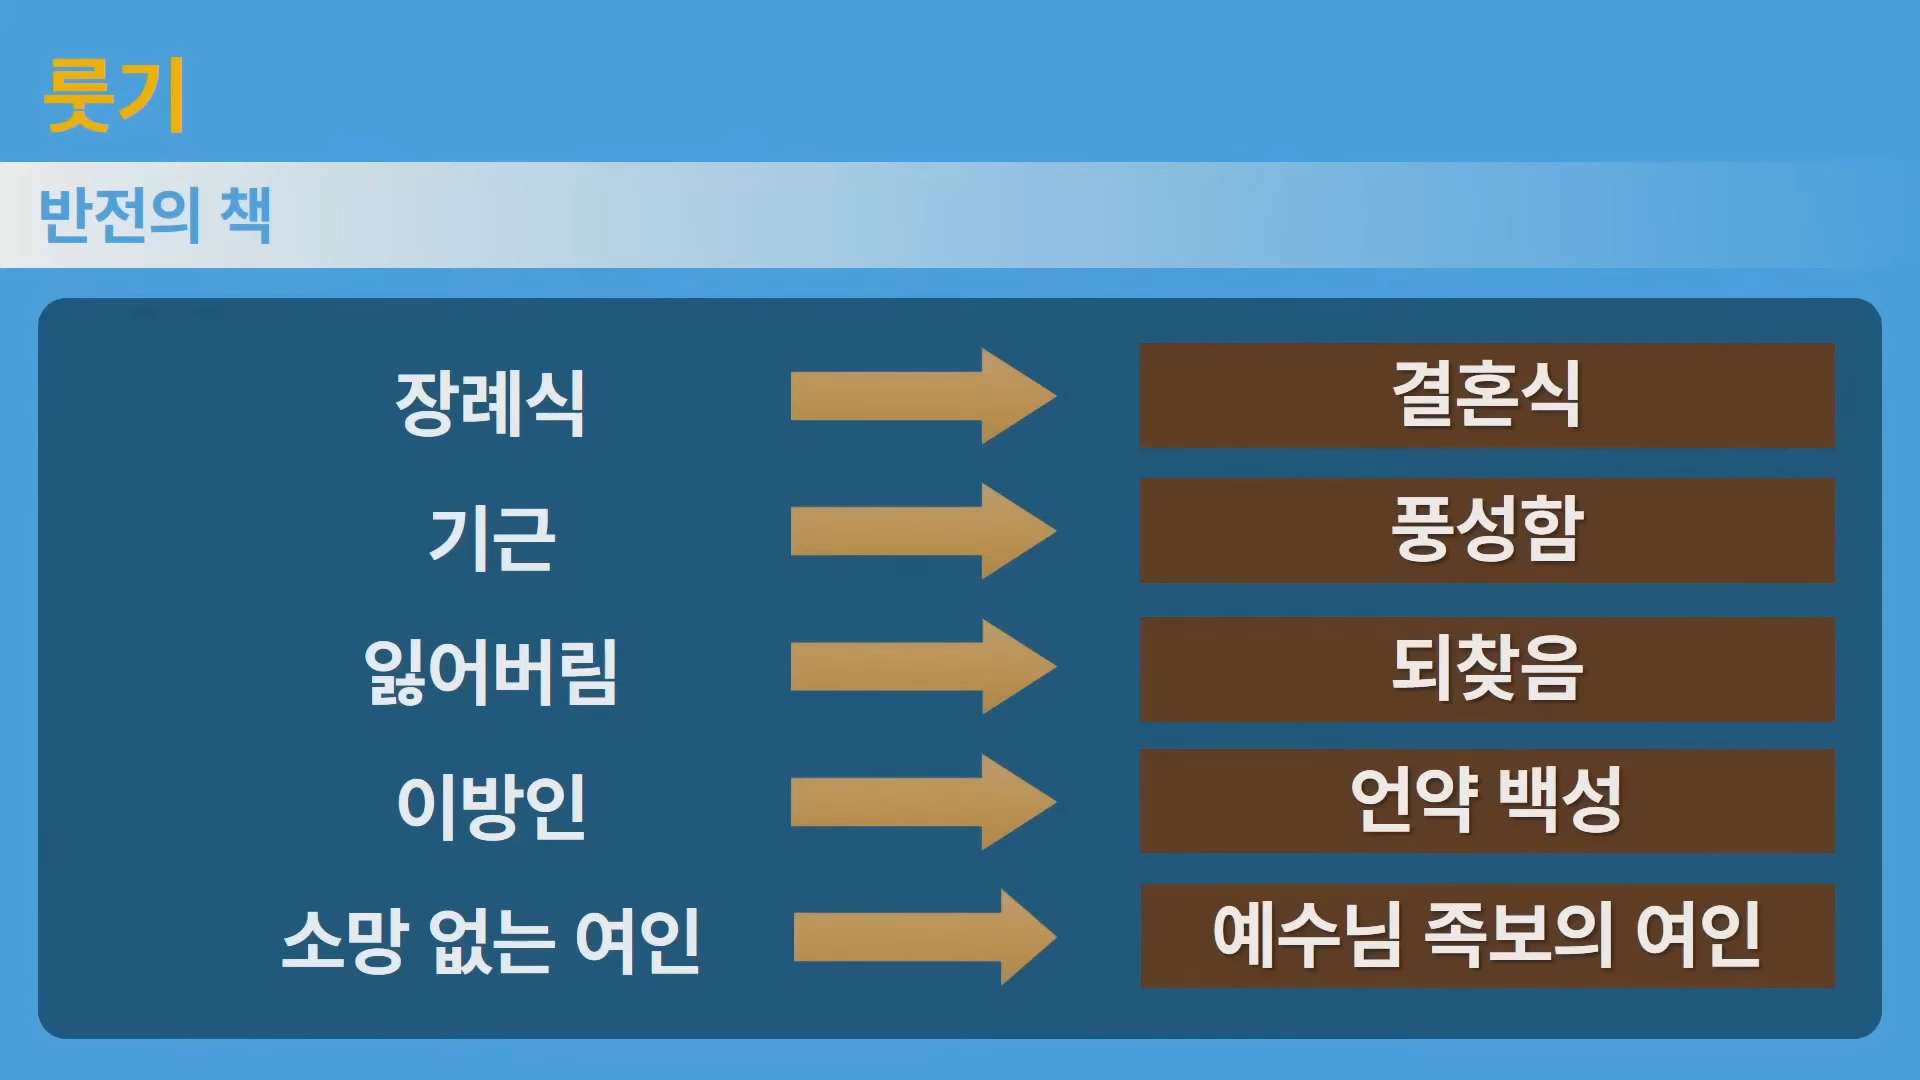 룻기
반전의 책
장례식 결혼식
기근 풍성함
잃어버림 되찾음
이방인 언약 백성
소망 없는 여인 예수님 족보의 여인